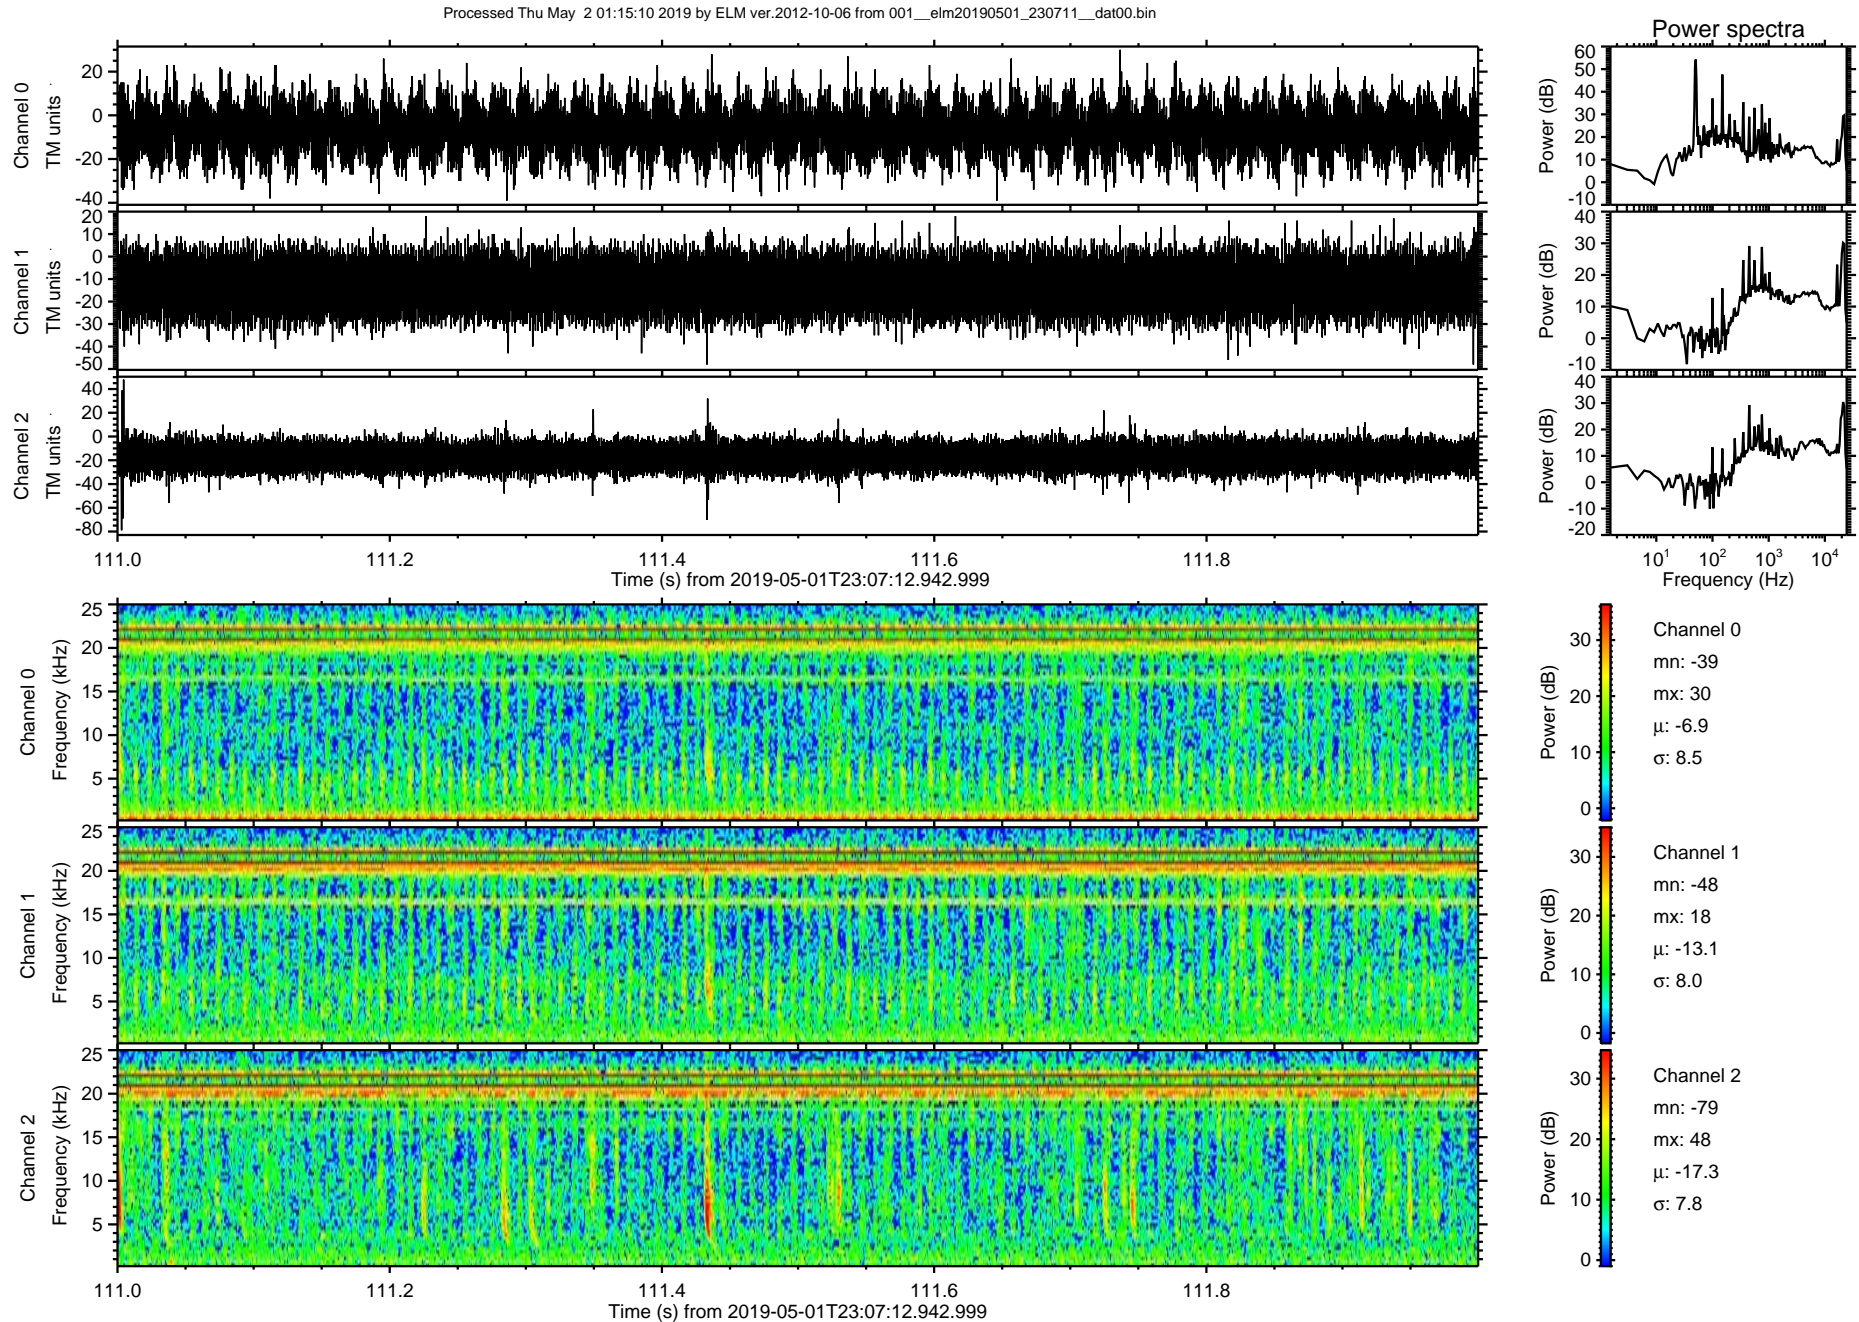 Processed Thu May  2 01:15:10 2019 by ELM ver.2012-10-06 from 001__elm20190501_230711__dat00.bin
Power spectra
Channel 0
TM units
20
0
-20
-40
Power (dB)
60
50
40
30
20
10
0
-10
Channel 1
TM units
20
10
0
-10
-20
-30
-40
-50
Power (dB)
40
30
20
10
0
-10
Channel 2
TM units
40
20
0
-20
-40
-60
-80
Power (dB)
40
30
20
10
0
-10
-20
111.0 111.2 111.4 111.6 111.8
Time (s) from 2019-05-01T23:07:12.942.999
10¹ 10² 10³ 10⁴
Frequency (Hz)
Channel 0
Frequency (kHz)
25
20
15
10
5
Power (dB)
30
20
10
0
Channel 0
mn: -39
mx: 30
μ: -6.9
σ: 8.5
Channel 1
Frequency (kHz)
25
20
15
10
5
Power (dB)
30
20
10
0
Channel 1
mn: -48
mx: 18
μ: -13.1
σ: 8.0
Channel 2
Frequency (kHz)
25
20
15
10
5
Power (dB)
30
20
10
0
Channel 2
mn: -79
mx: 48
μ: -17.3
σ: 7.8
111.0 111.2 111.4 111.6 111.8
Time (s) from 2019-05-01T23:07:12.942.999